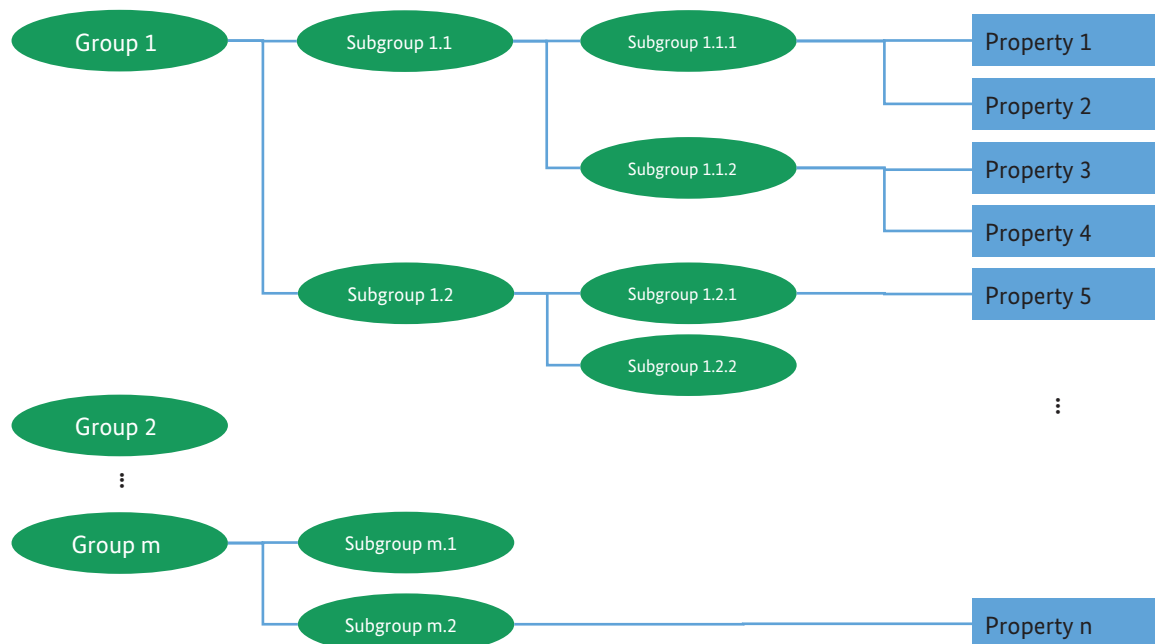 Group 1
Subgroup 1.1
Subgroup 1.1.1
Property 1
Property 2
Subgroup 1.1.2
Property 3
Property 4
Subgroup 1.2
Subgroup 1.2.1
Property 5
Subgroup 1.2.2
⋮
Group 2
⋮
Group m
Subgroup m.1
Subgroup m.2
Property n